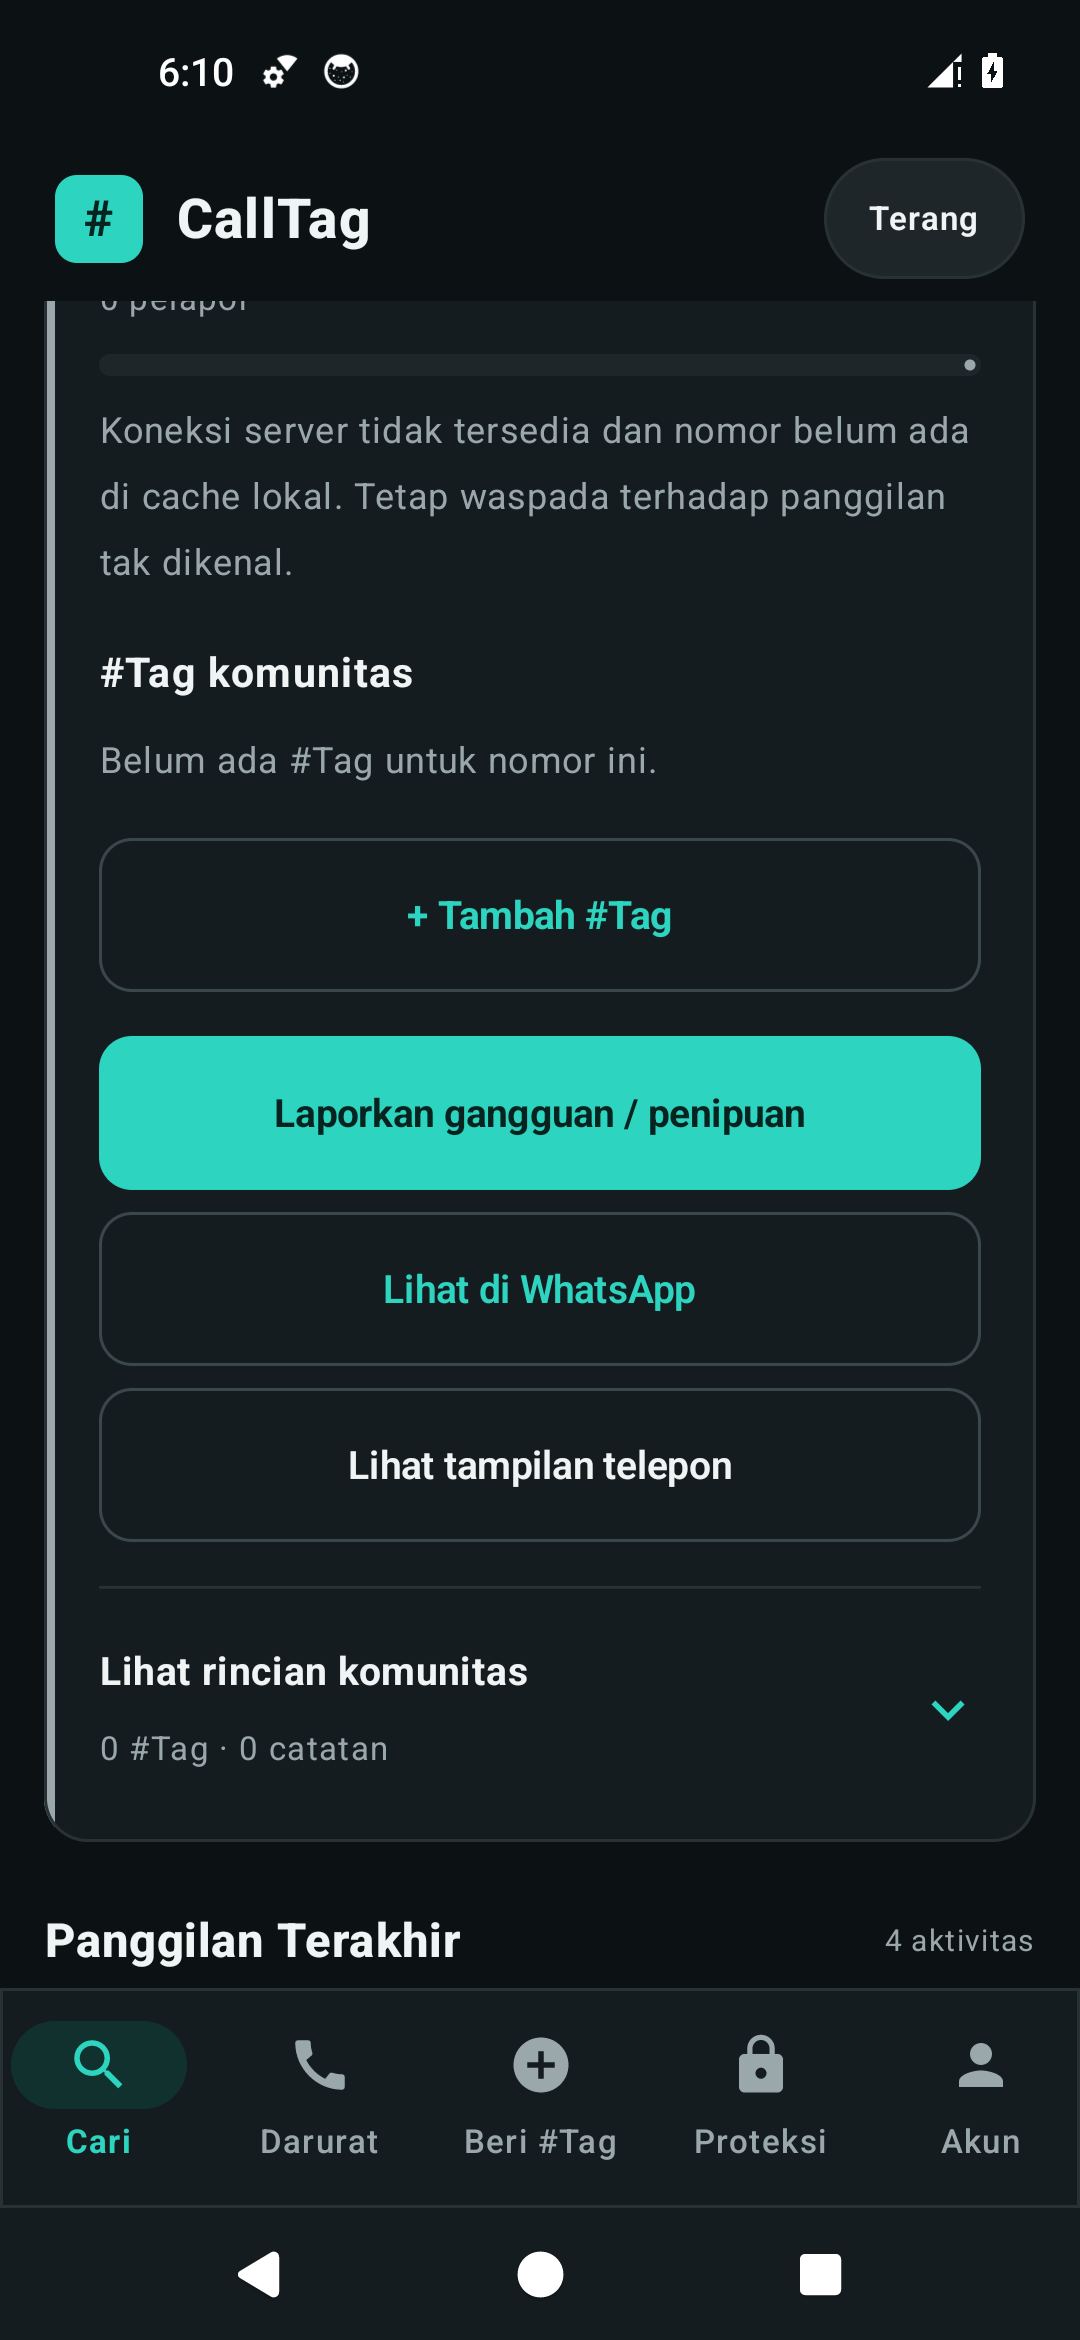 6:10
# CallTag
Terang
0 pelapor
Koneksi server tidak tersedia dan nomor belum ada
di cache lokal. Tetap waspada terhadap panggilan
tak dikenal.
#Tag komunitas
Belum ada #Tag untuk nomor ini.
+ Tambah #Tag
Laporkan gangguan / penipuan
Lihat di WhatsApp
Lihat tampilan telepon
Lihat rincian komunitas
0 #Tag · 0 catatan
Panggilan Terakhir
4 aktivitas
Cari
Darurat
Beri #Tag
Proteksi
Akun